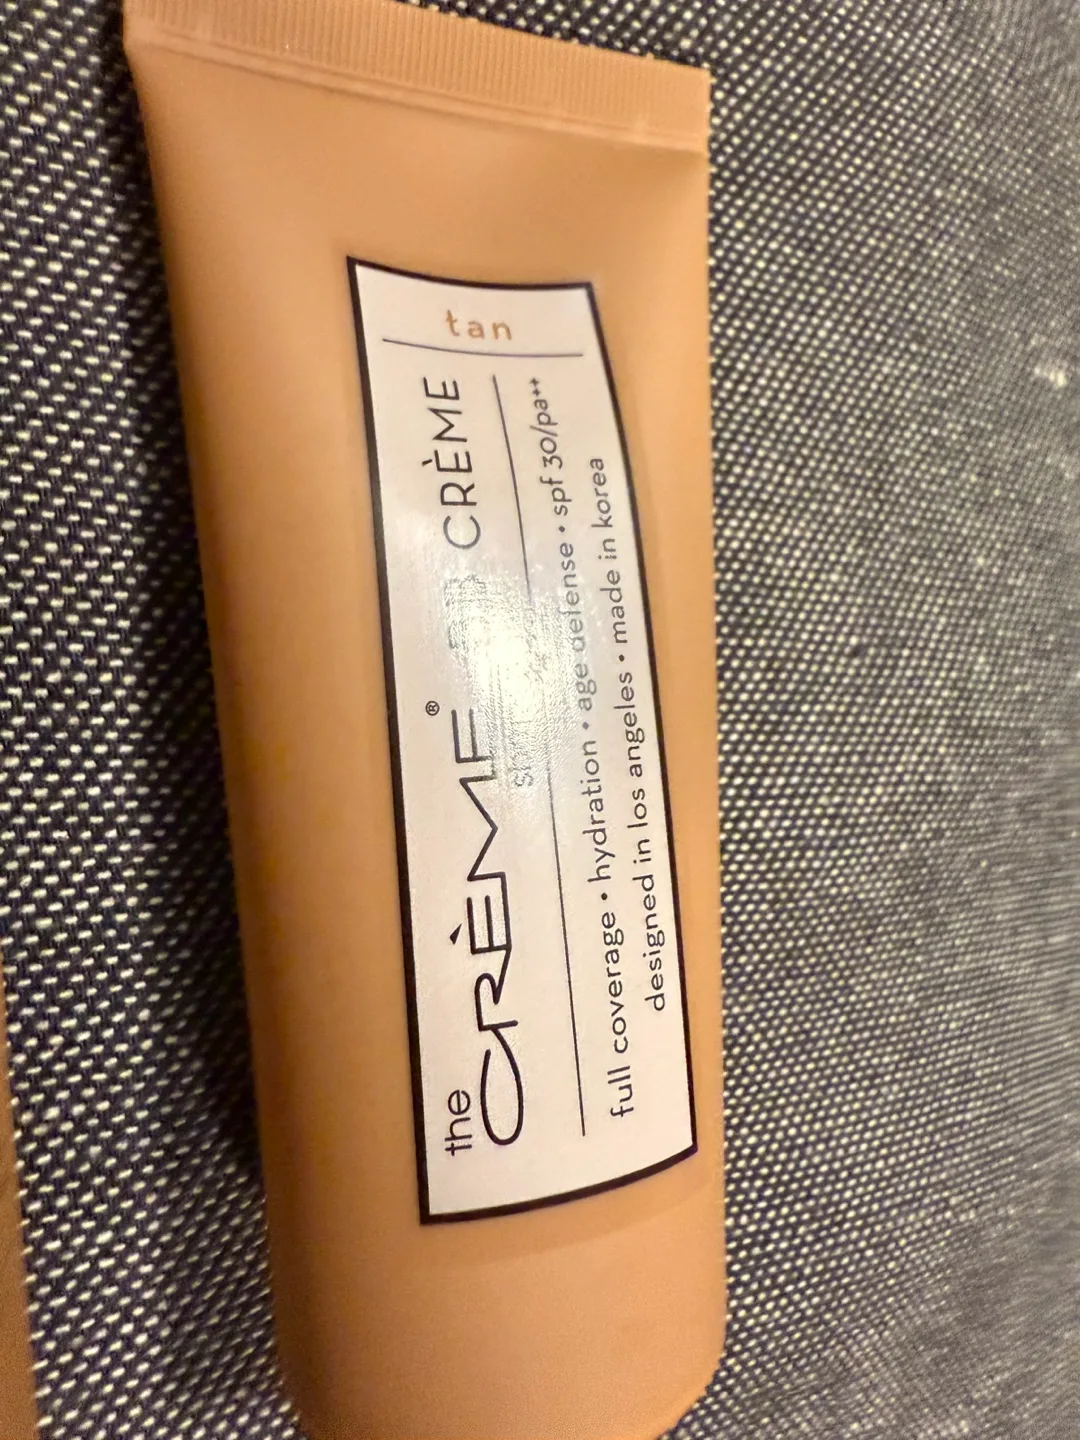 the
CRÈME®
CRÈME
full coverage • hydration • age defense • spf 30/pa++
designed in los angeles • made in korea
tan